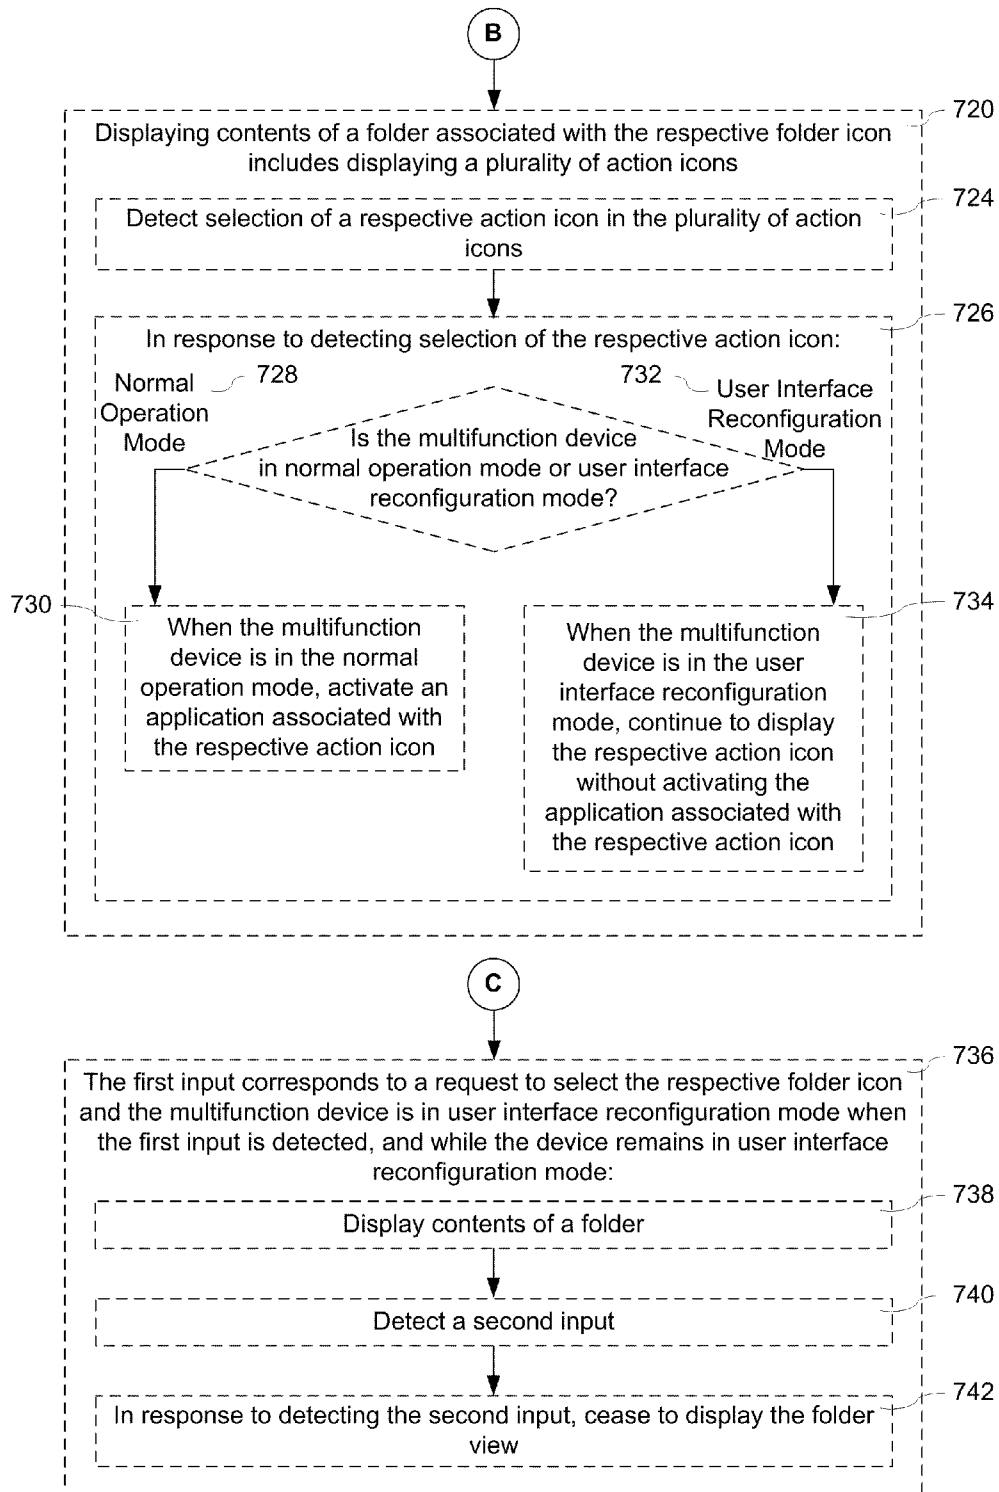 B
720
Displaying contents of a folder associated with the respective folder icon
includes displaying a plurality of action icons
724
Detect selection of a respective action icon in the plurality of action
icons
726
In response to detecting selection of the respective action icon:
Normal
Operation
Mode
728
732
User Interface
Reconfiguration
Mode
Is the multifunction device
in normal operation mode or user interface
reconfiguration mode?
730
When the multifunction
device is in the normal
operation mode, activate an
application associated with
the respective action icon
734
When the multifunction
device is in the user
interface reconfiguration
mode, continue to display
the respective action icon
without activating the
application associated with
the respective action icon
C
736
The first input corresponds to a request to select the respective folder icon
and the multifunction device is in user interface reconfiguration mode when
the first input is detected, and while the device remains in user interface
reconfiguration mode:
738
Display contents of a folder
740
Detect a second input
742
In response to detecting the second input, cease to display the folder
view